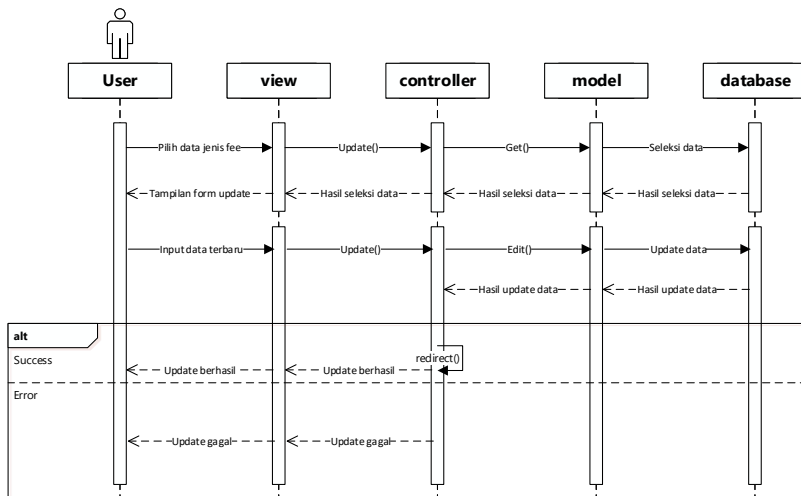 User
view
controller
model
database
Pilih data jenis fee
Update()
Get()
Seleksi data
Tampilan form update
Hasil seleksi data
Hasil seleksi data
Hasil seleksi data
Input data terbaru
Update()
Edit()
Update data
Hasil update data
Hasil update data
alt
Success
redirect()
Update berhasil
Update berhasil
Error
Update gagal
Update gagal